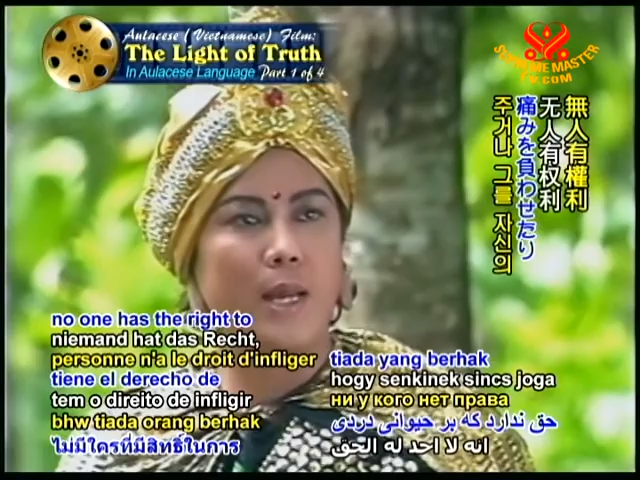 Aulacese (Vietnamese) Film:
The Light of Truth
In Aulacese Language Part 1 of 4
SUPREME MASTER
TV.COM
無人有權利
无人有权利
痛みを負わせたり
주거나 그를 자신의
no one has the right to
niemand hat das Recht,
personne n'a le droit d'infliger
tiene el derecho de
tem o direito de infligir
bhw tiada orang berhak
ไม่มีใครที่มีสิทธิ์ในการ
tiada yang berhak
hogy senkinek sincs joga
ни у кого нет права
حق ندارد که بر حیوانی دردی
انه لا احد له الحق